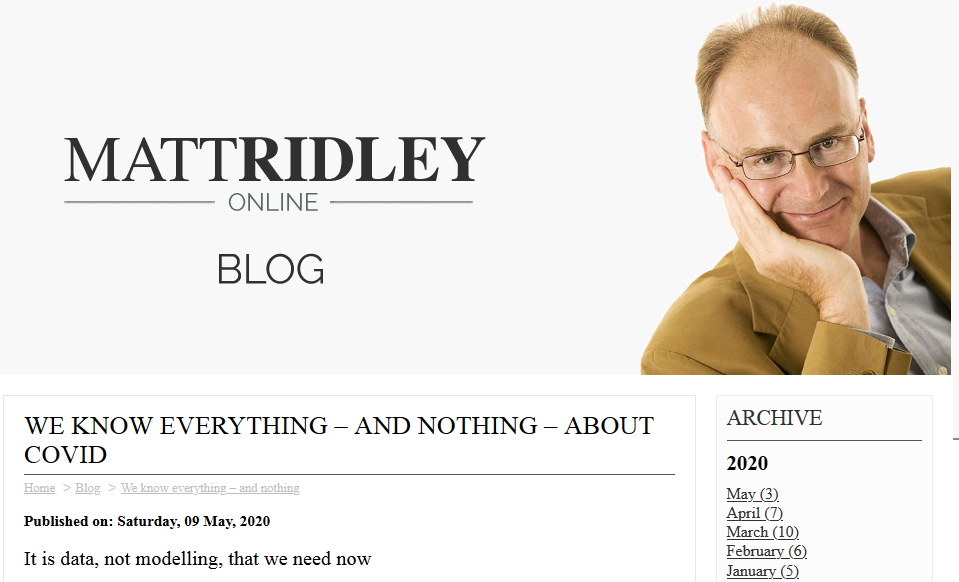 MATTRIDLEY
ONLINE
BLOG
WE KNOW EVERYTHING – AND NOTHING – ABOUT
COVID
Home > Blog > We know everything – and nothing
Published on: Saturday, 09 May, 2020
It is data, not modelling, that we need now
ARCHIVE
2020
May (3)
April (7)
March (10)
February (6)
January (5)